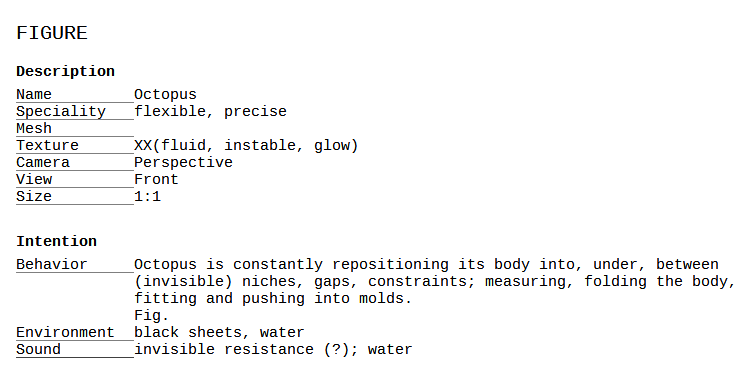 FIGURE
Description
Name Octopus
Speciality flexible, precise
Mesh
Texture XX(fluid, instable, glow)
Camera Perspective
View Front
Size 1:1
Intention
Behavior Octopus is constantly repositioning its body into, under, between
(invisible) niches, gaps, constraints; measuring, folding the body,
fitting and pushing into molds.
Fig.
Environment black sheets, water
Sound invisible resistance (?); water